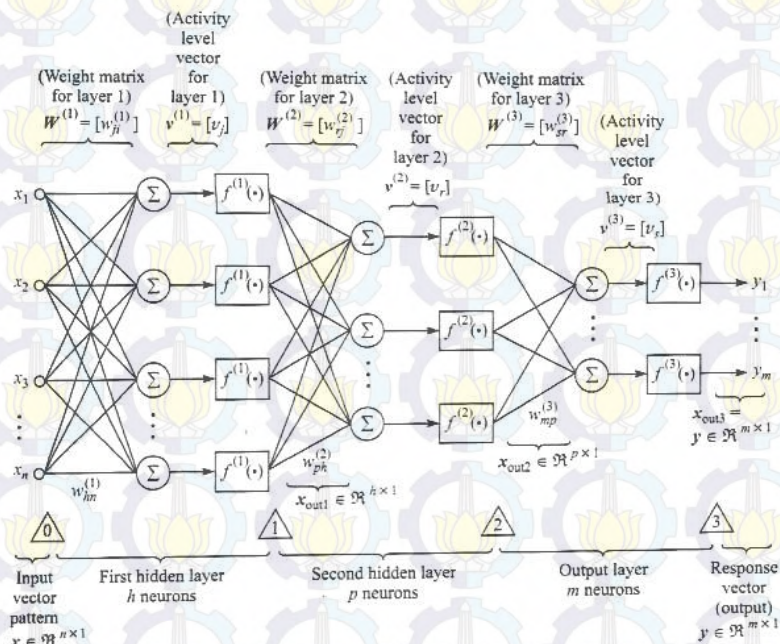 (Activity
level
vector
for
layer 1)
v^(1) = [v_j]
(Weight matrix
for layer 1)
W^(1) = [w_ji^(1)]
(Weight matrix
for layer 2)
W^(2) = [w_rj^(2)]
(Activity
level
vector
for
layer 2)
v^(2) = [v_r]
(Weight matrix
for layer 3)
W^(3) = [w_sr^(3)]
(Activity
level
vector
for
layer 3)
v^(3) = [v_s]
x_1 Σ f^(1)(•)
Σ f^(2)(•)
x_2 Σ f^(1)(•)
Σ f^(3)(•) y_1
Σ f^(2)(•)
x_3 Σ f^(1)(•)
Σ f^(3)(•) y_m
Σ f^(2)(•)
x_n Σ f^(1)(•)
w_hn^(1)
w_ph^(2)
x_out1 ∈ ℜ^h×1
w_mp^(3)
x_out2 ∈ ℜ^p×1
x_out3 =
y ∈ ℜ^m×1
0 1 2 3
Input
vector
pattern
x ∈ ℜ^n×1
First hidden layer
h neurons
Second hidden layer
p neurons
Output layer
m neurons
Response
vector
(output)
y ∈ ℜ^m×1